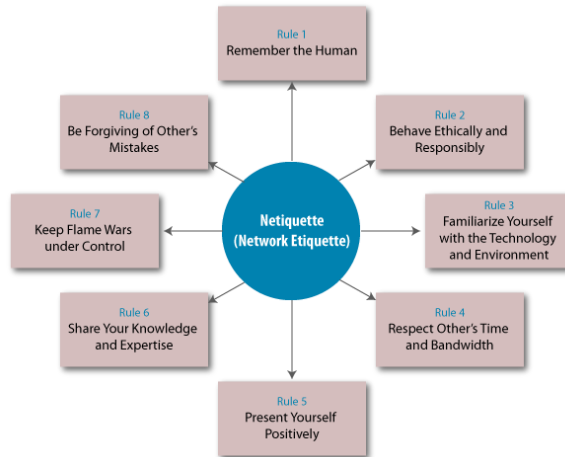 Rule 1
Remember the Human
Rule 8
Be Forgiving of Other's
Mistakes
Rule 2
Behave Ethically and
Responsibly
Netiquette
(Network Etiquette)
Rule 7
Keep Flame Wars
under Control
Rule 3
Familiarize Yourself
with the Technology
and Environment
Rule 6
Share Your Knowledge
and Expertise
Rule 4
Respect Other's Time
and Bandwidth
Rule 5
Present Yourself
Positively